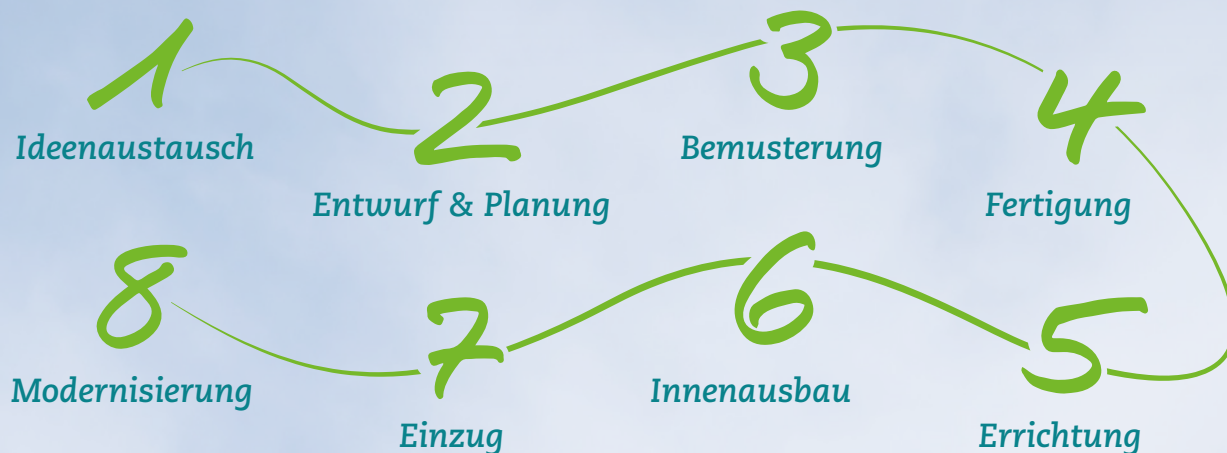 1
Ideenaustausch
2
Entwurf & Planung
3
Bemusterung
4
Fertigung
5
Errichtung
6
Innenausbau
7
Einzug
8
Modernisierung